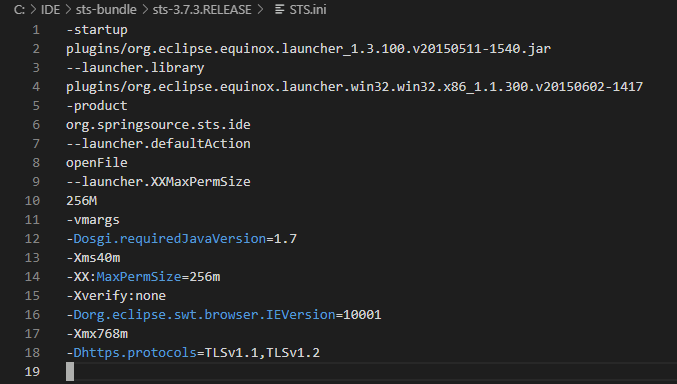 C: > IDE > sts-bundle > sts-3.7.3.RELEASE > STS.ini
1 -startup
2 plugins/org.eclipse.equinox.launcher_1.3.100.v20150511-1540.jar
3 --launcher.library
4 plugins/org.eclipse.equinox.launcher.win32.win32.x86_1.1.300.v20150602-1417
5 -product
6 org.springsource.sts.ide
7 --launcher.defaultAction
8 openFile
9 --launcher.XXMaxPermSize
10 256M
11 -vmargs
12 -Dosgi.requiredJavaVersion=1.7
13 -Xms40m
14 -XX:MaxPermSize=256m
15 -Xverify:none
16 -Dorg.eclipse.swt.browser.IEVersion=10001
17 -Xmx768m
18 -Dhttps.protocols=TLSv1.1,TLSv1.2
19